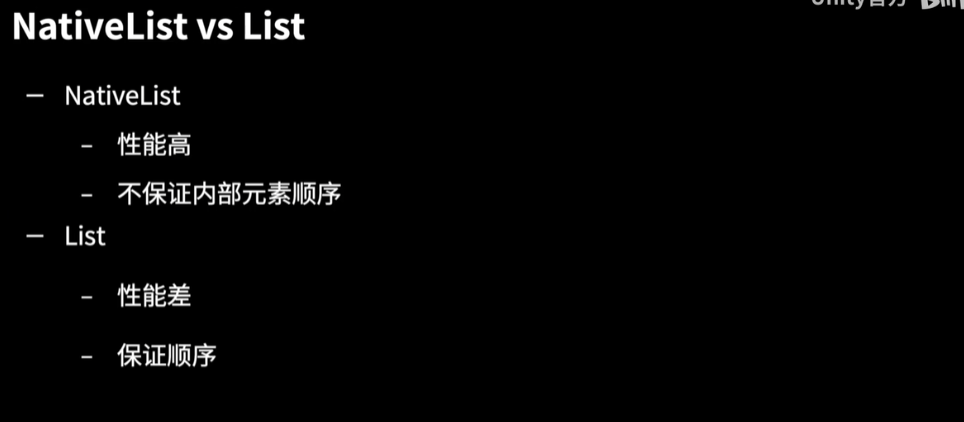 NativeList vs List
— NativeList
– 性能高
– 不保证内部元素顺序
— List
– 性能差
– 保证顺序